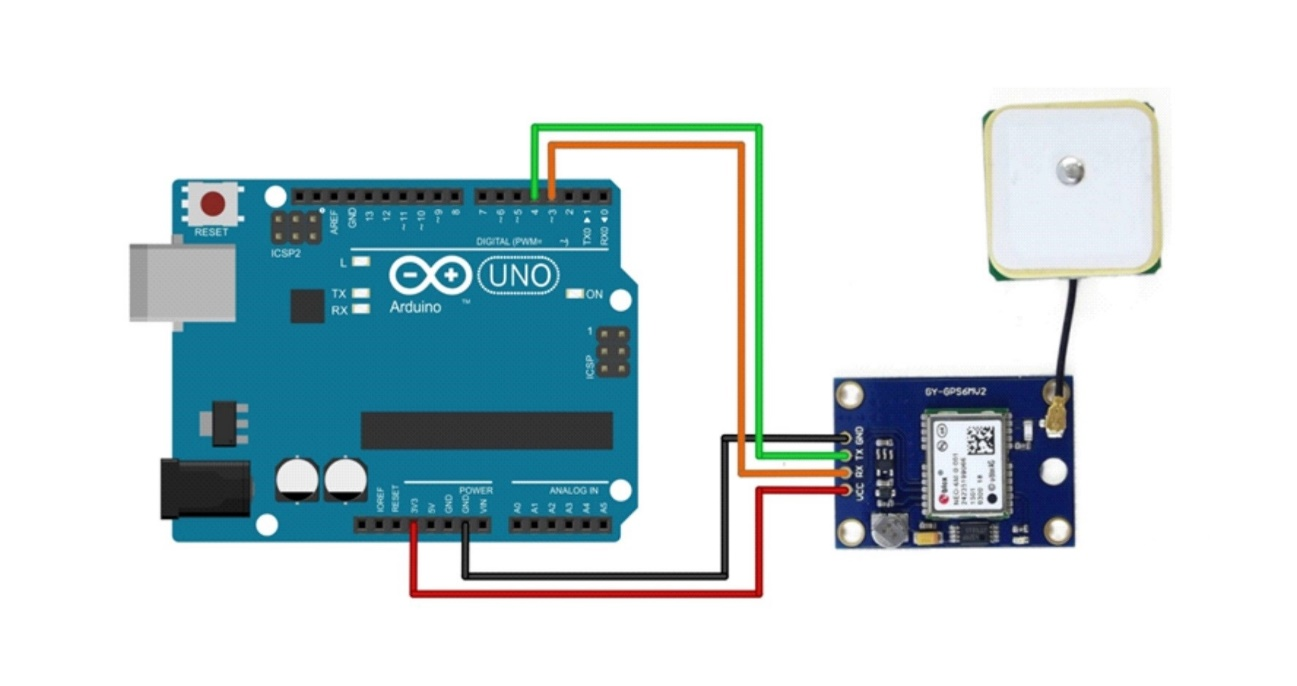 RESET
ICSP2
AREF
GND
13
12
~11
~10
~9
8
7
~6
~5
4
~3
2
TX0 ▶ 1
RX0 ◀ 0
DIGITAL (PWM= ~)
L
TX
RX
Arduino
™
UNO
ON
1
ICSP
POWER
ANALOG IN
IOREF
RESET
3V3
5V
GND
GND
VIN
A0
A1
A2
A3
A4
A5
GY-GPS6MV2
GND
TX
RX
VCC